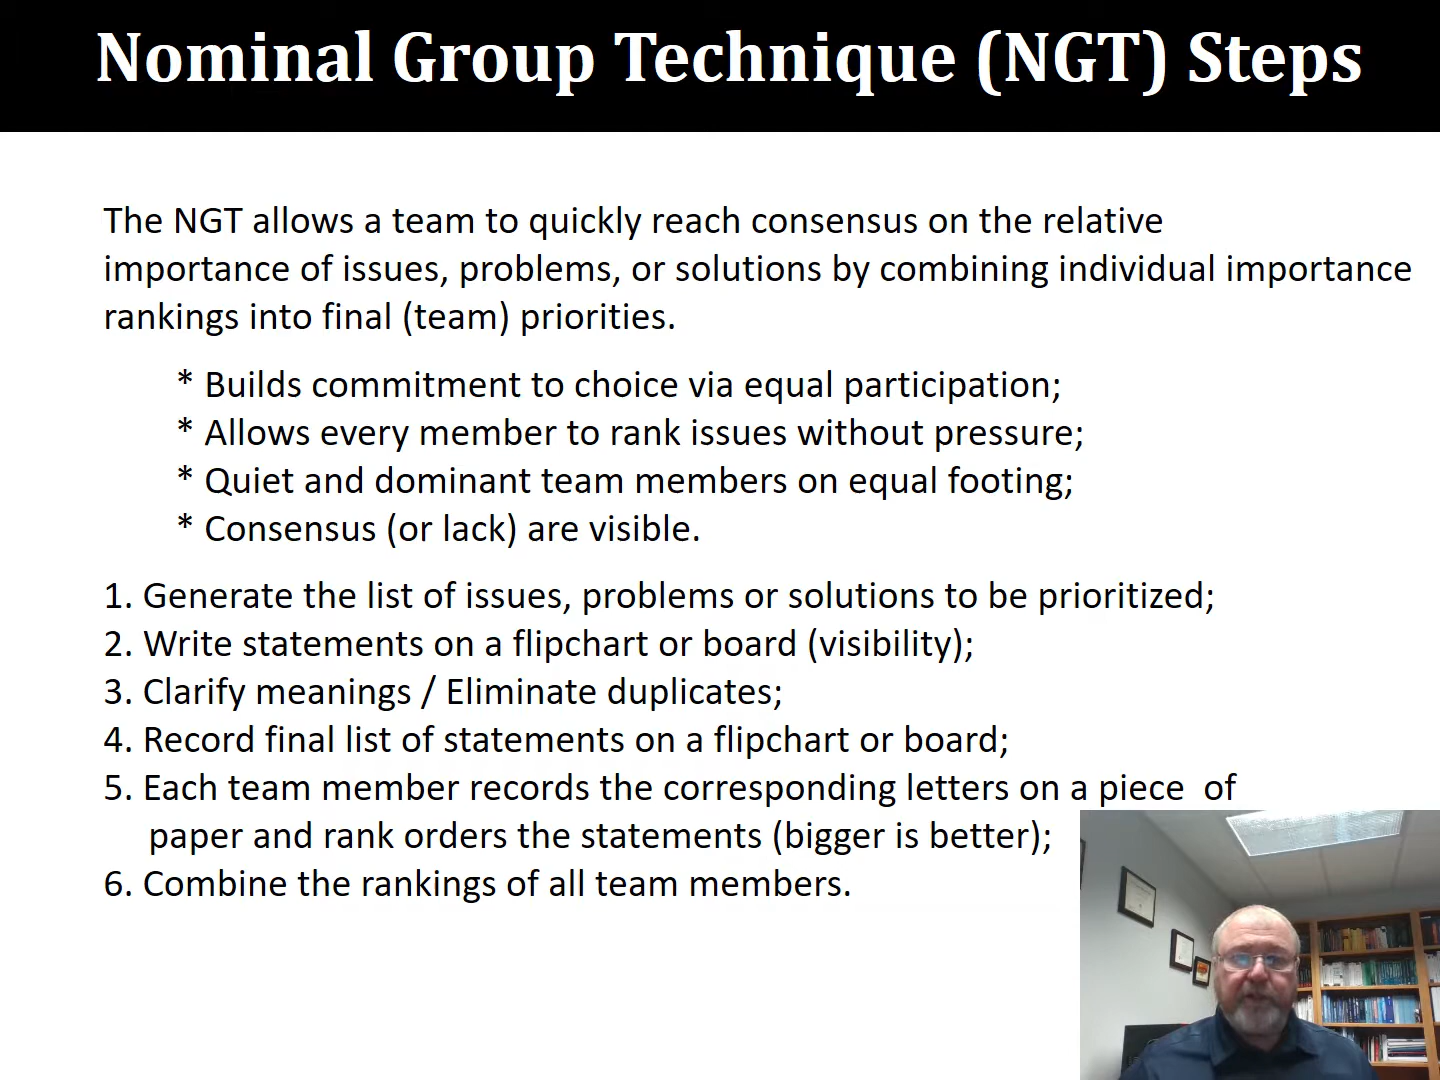 Nominal Group Technique (NGT) Steps
The NGT allows a team to quickly reach consensus on the relative
importance of issues, problems, or solutions by combining individual importance
rankings into final (team) priorities.
* Builds commitment to choice via equal participation;
* Allows every member to rank issues without pressure;
* Quiet and dominant team members on equal footing;
* Consensus (or lack) are visible.
1. Generate the list of issues, problems or solutions to be prioritized;
2. Write statements on a flipchart or board (visibility);
3. Clarify meanings / Eliminate duplicates;
4. Record final list of statements on a flipchart or board;
5. Each team member records the corresponding letters on a piece  of
paper and rank orders the statements (bigger is better);
6. Combine the rankings of all team members.